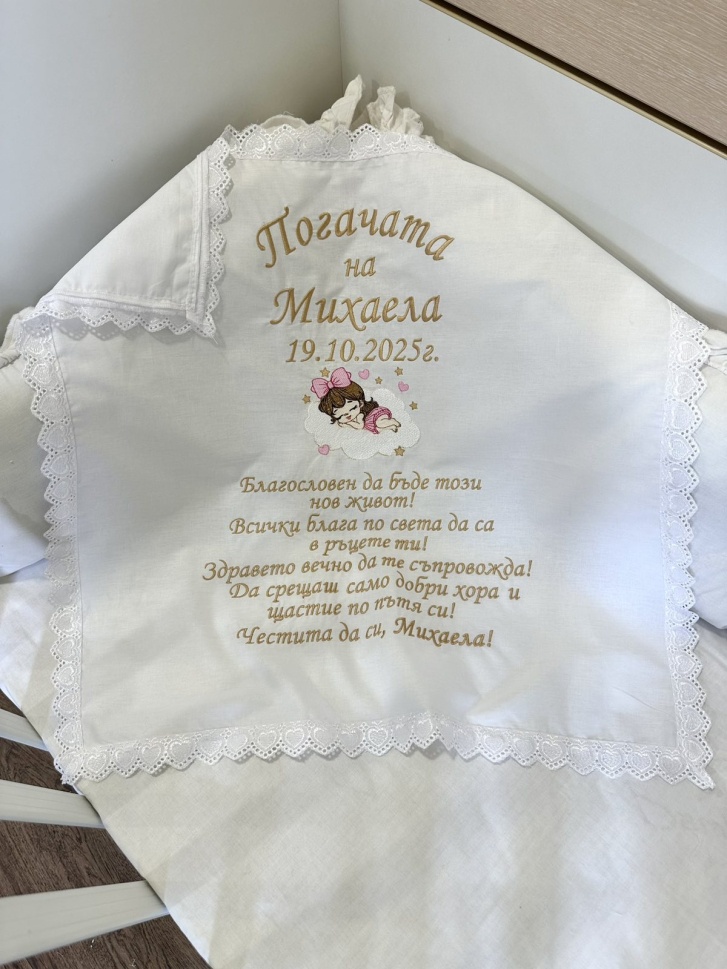 Погачата
на
Михаела
19.10.2025г.
Благословен да бъде този
нов живот!
Всички блага по света да са
в ръцете ти!
Здравето вечно да те съпровожда!
Да срещаш само добри хора и
щастие по пътя си!
Честита да си, Михаела!